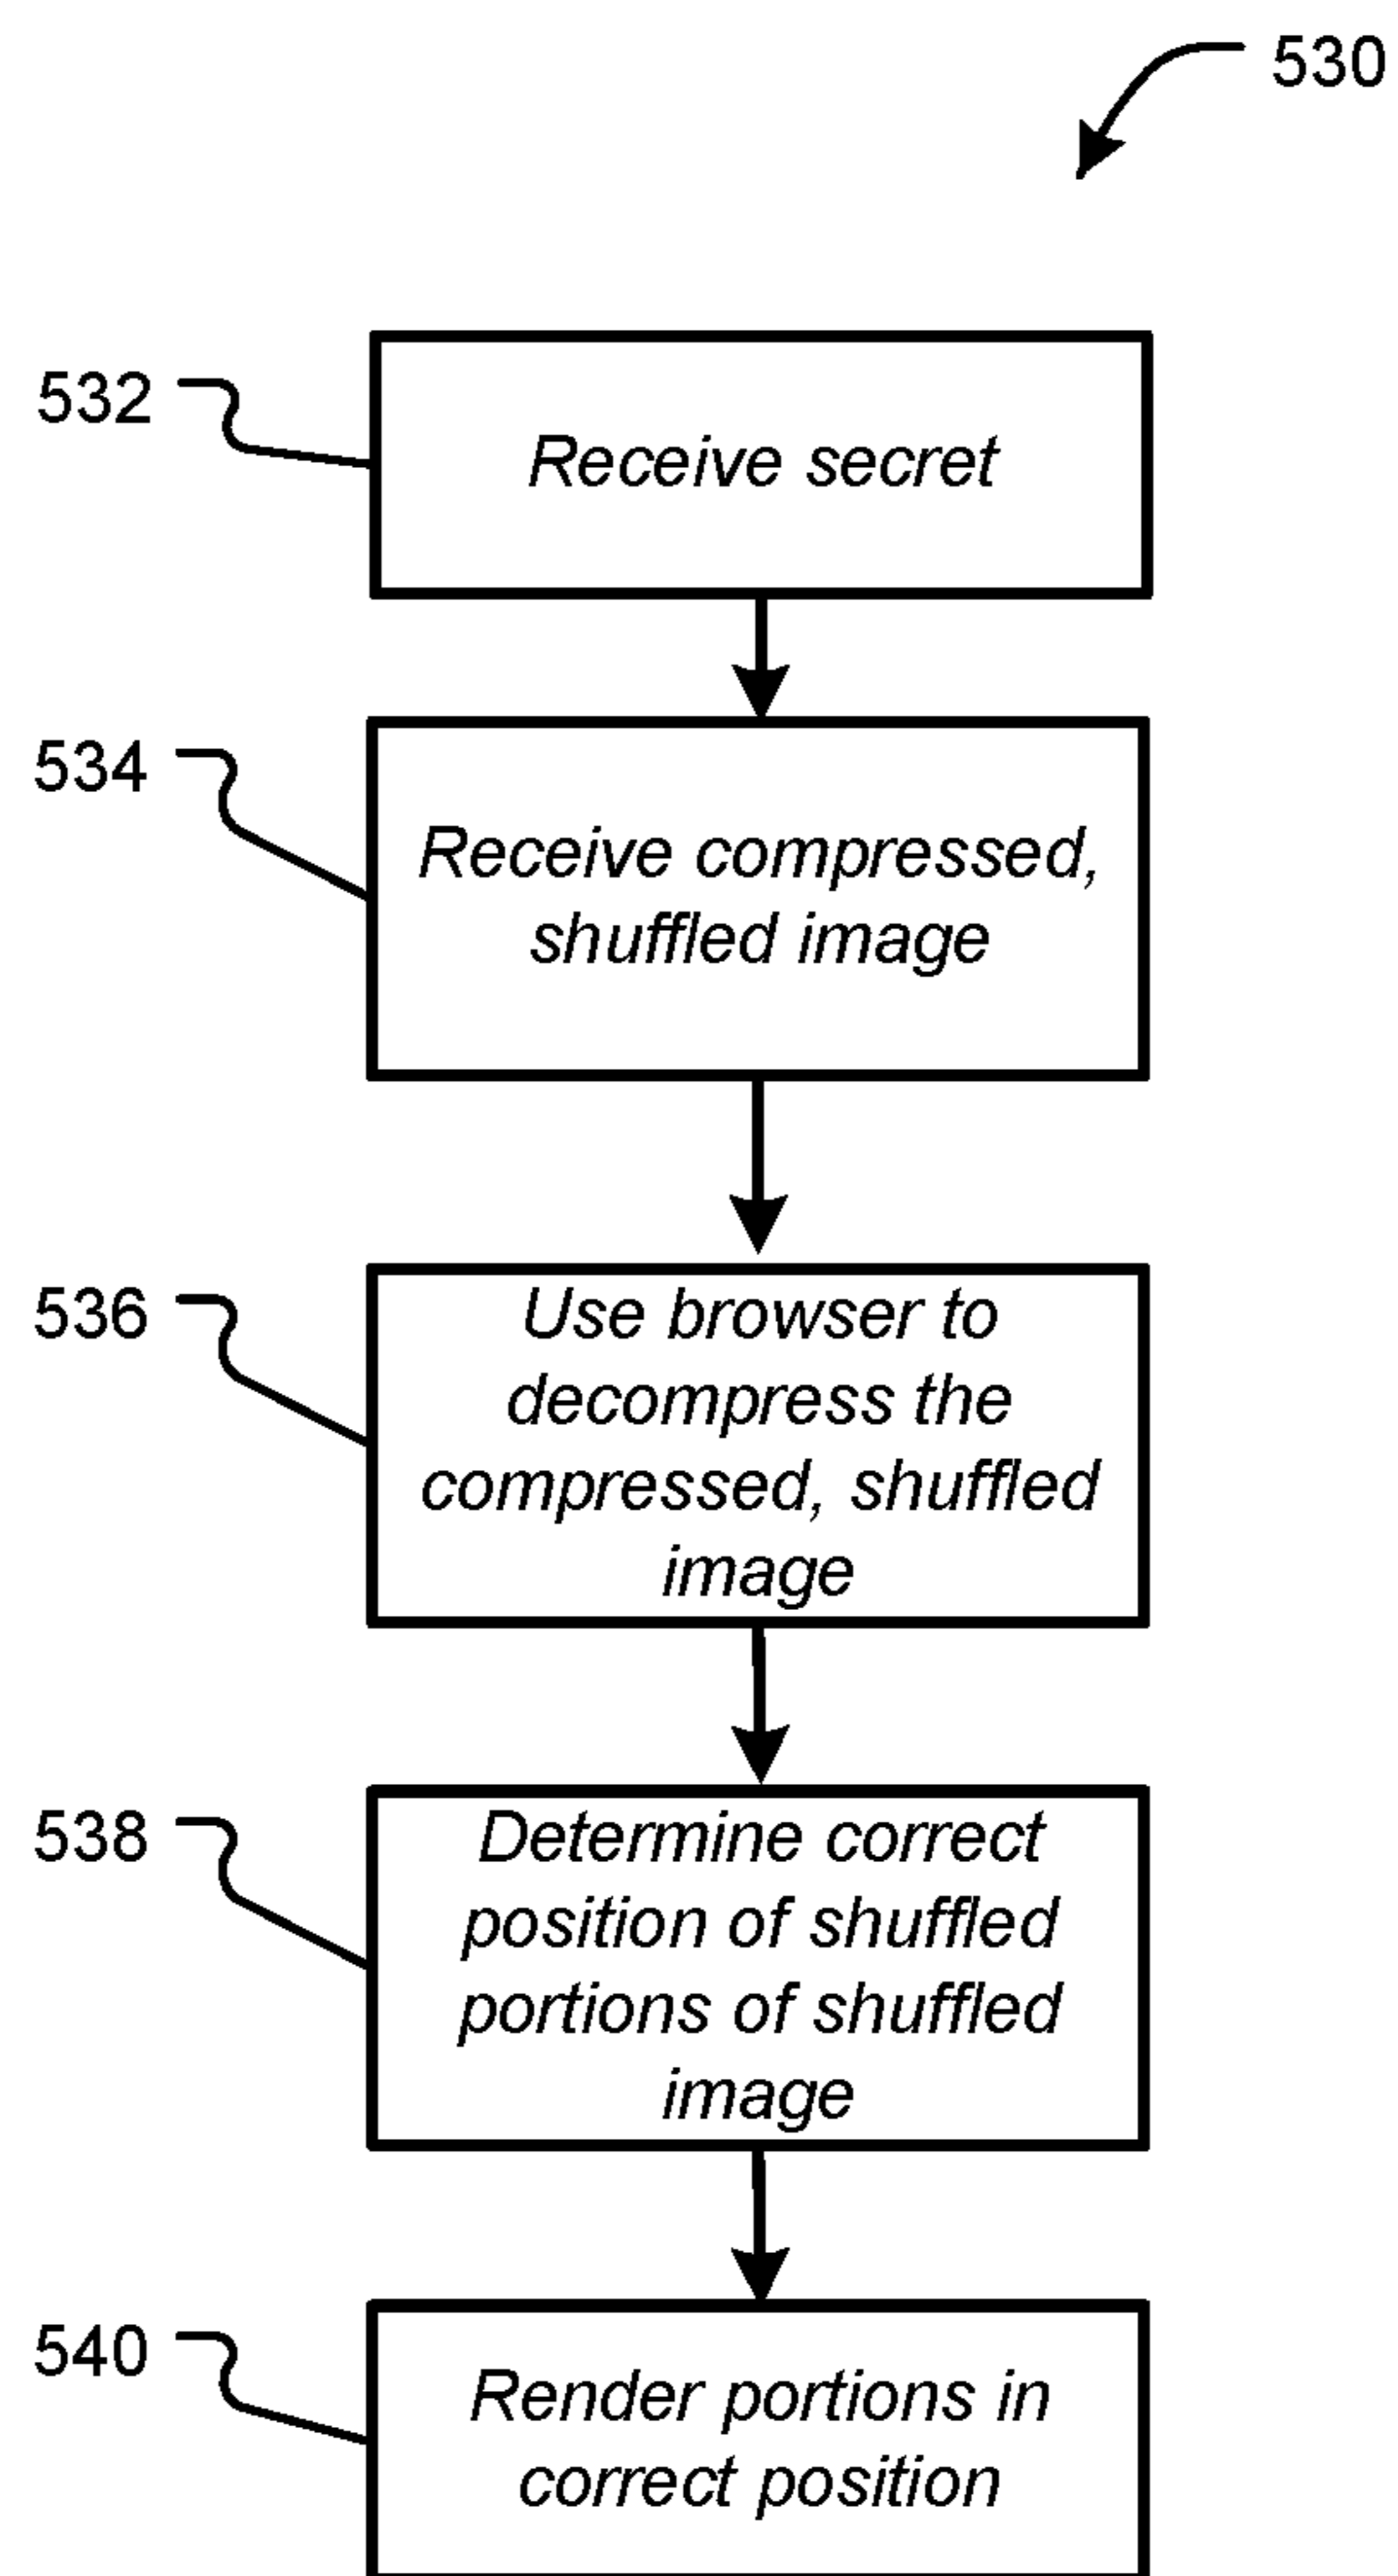 530
532
Receive secret
534
Receive compressed,
shuffled image
536
Use browser to
decompress the
compressed, shuffled
image
538
Determine correct
position of shuffled
portions of shuffled
image
540
Render portions in
correct position